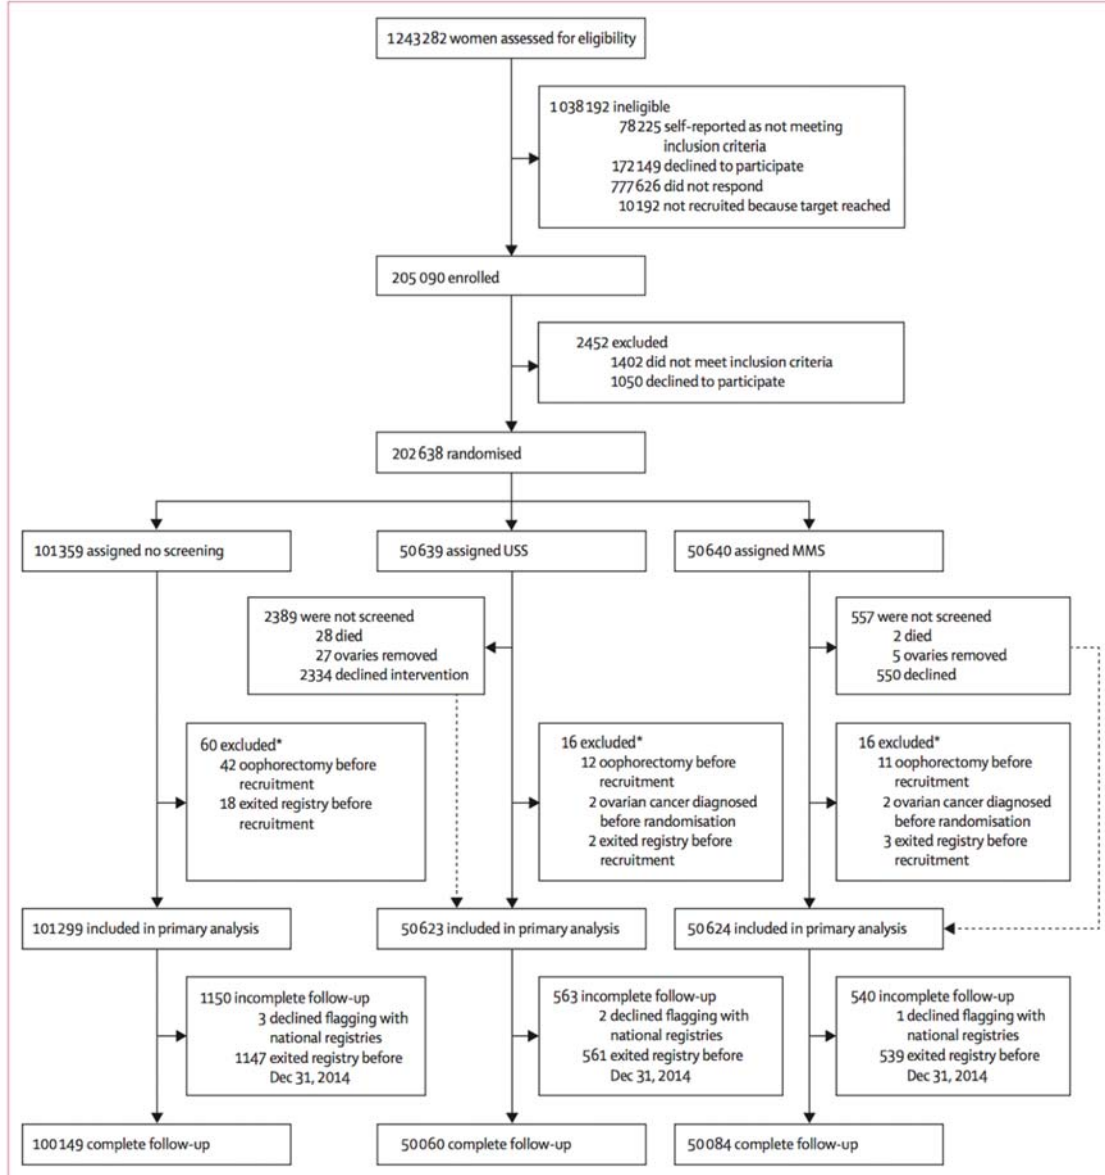 1243282 women assessed for eligibility
1038192 ineligible
78225 self-reported as not meeting
inclusion criteria
172149 declined to participate
777626 did not respond
10192 not recruited because target reached
205090 enrolled
2452 excluded
1402 did not meet inclusion criteria
1050 declined to participate
202638 randomised
101359 assigned no screening
50639 assigned USS
50640 assigned MMS
2389 were not screened
28 died
27 ovaries removed
2334 declined intervention
557 were not screened
2 died
5 ovaries removed
550 declined
60 excluded*
42 oophorectomy before
recruitment
18 exited registry before
recruitment
16 excluded*
12 oophorectomy before
recruitment
2 ovarian cancer diagnosed
before randomisation
2 exited registry before
recruitment
16 excluded*
11 oophorectomy before
recruitment
2 ovarian cancer diagnosed
before randomisation
3 exited registry before
recruitment
101299 included in primary analysis
50623 included in primary analysis
50624 included in primary analysis
1150 incomplete follow-up
3 declined flagging with
national registries
1147 exited registry before
Dec 31, 2014
563 incomplete follow-up
2 declined flagging with
national registries
561 exited registry before
Dec 31, 2014
540 incomplete follow-up
1 declined flagging with
national registries
539 exited registry before
Dec 31, 2014
100149 complete follow-up
50060 complete follow-up
50084 complete follow-up